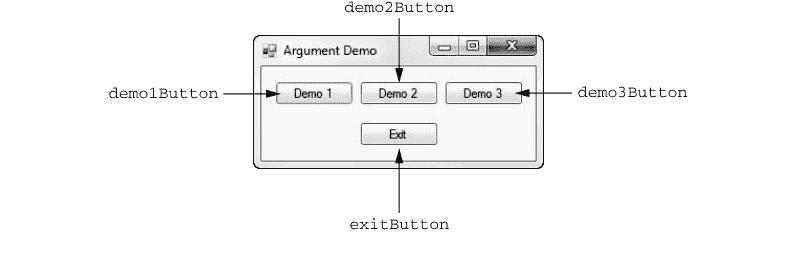 demo2Button
Argument Demo
demo1Button
Demo 1
Demo 2
Demo 3
demo3Button
Exit
exitButton